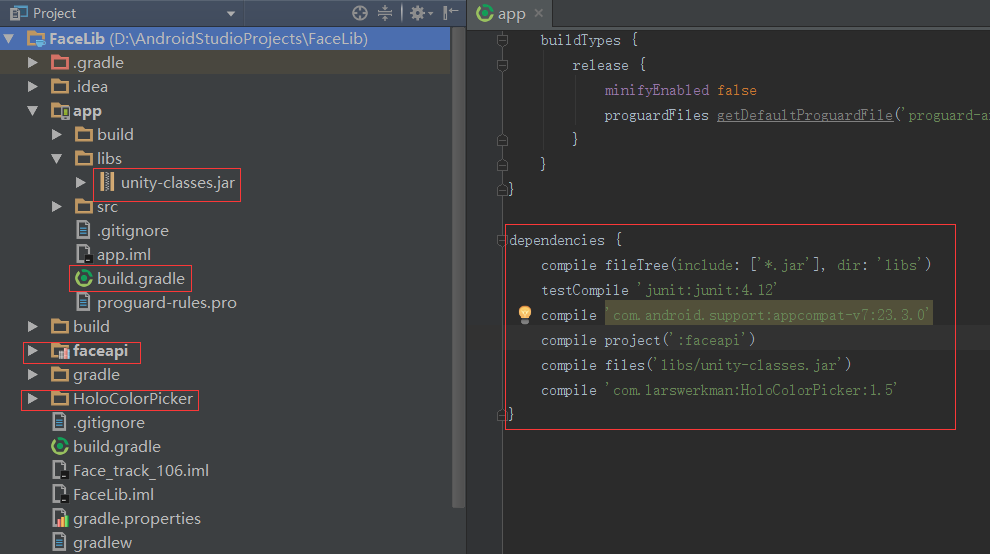 Project
FaceLib (D:\AndroidStudioProjects\FaceLib)
.gradle
.idea
app
build
libs
unity-classes.jar
src
.gitignore
app.iml
build.gradle
proguard-rules.pro
build
faceapi
gradle
HoloColorPicker
.gitignore
build.gradle
Face_track_106.iml
FaceLib.iml
gradle.properties
gradlew
app
buildTypes {
release {
minifyEnabled false
proguardFiles getDefaultProguardFile('proguard-a
}
}
}
dependencies {
compile fileTree(include: ['*.jar'], dir: 'libs')
testCompile 'junit:junit:4.12'
compile 'com.android.support:appcompat-v7:23.3.0'
compile project(':faceapi')
compile files('libs/unity-classes.jar')
compile 'com.larswerkman:HoloColorPicker:1.5'
}